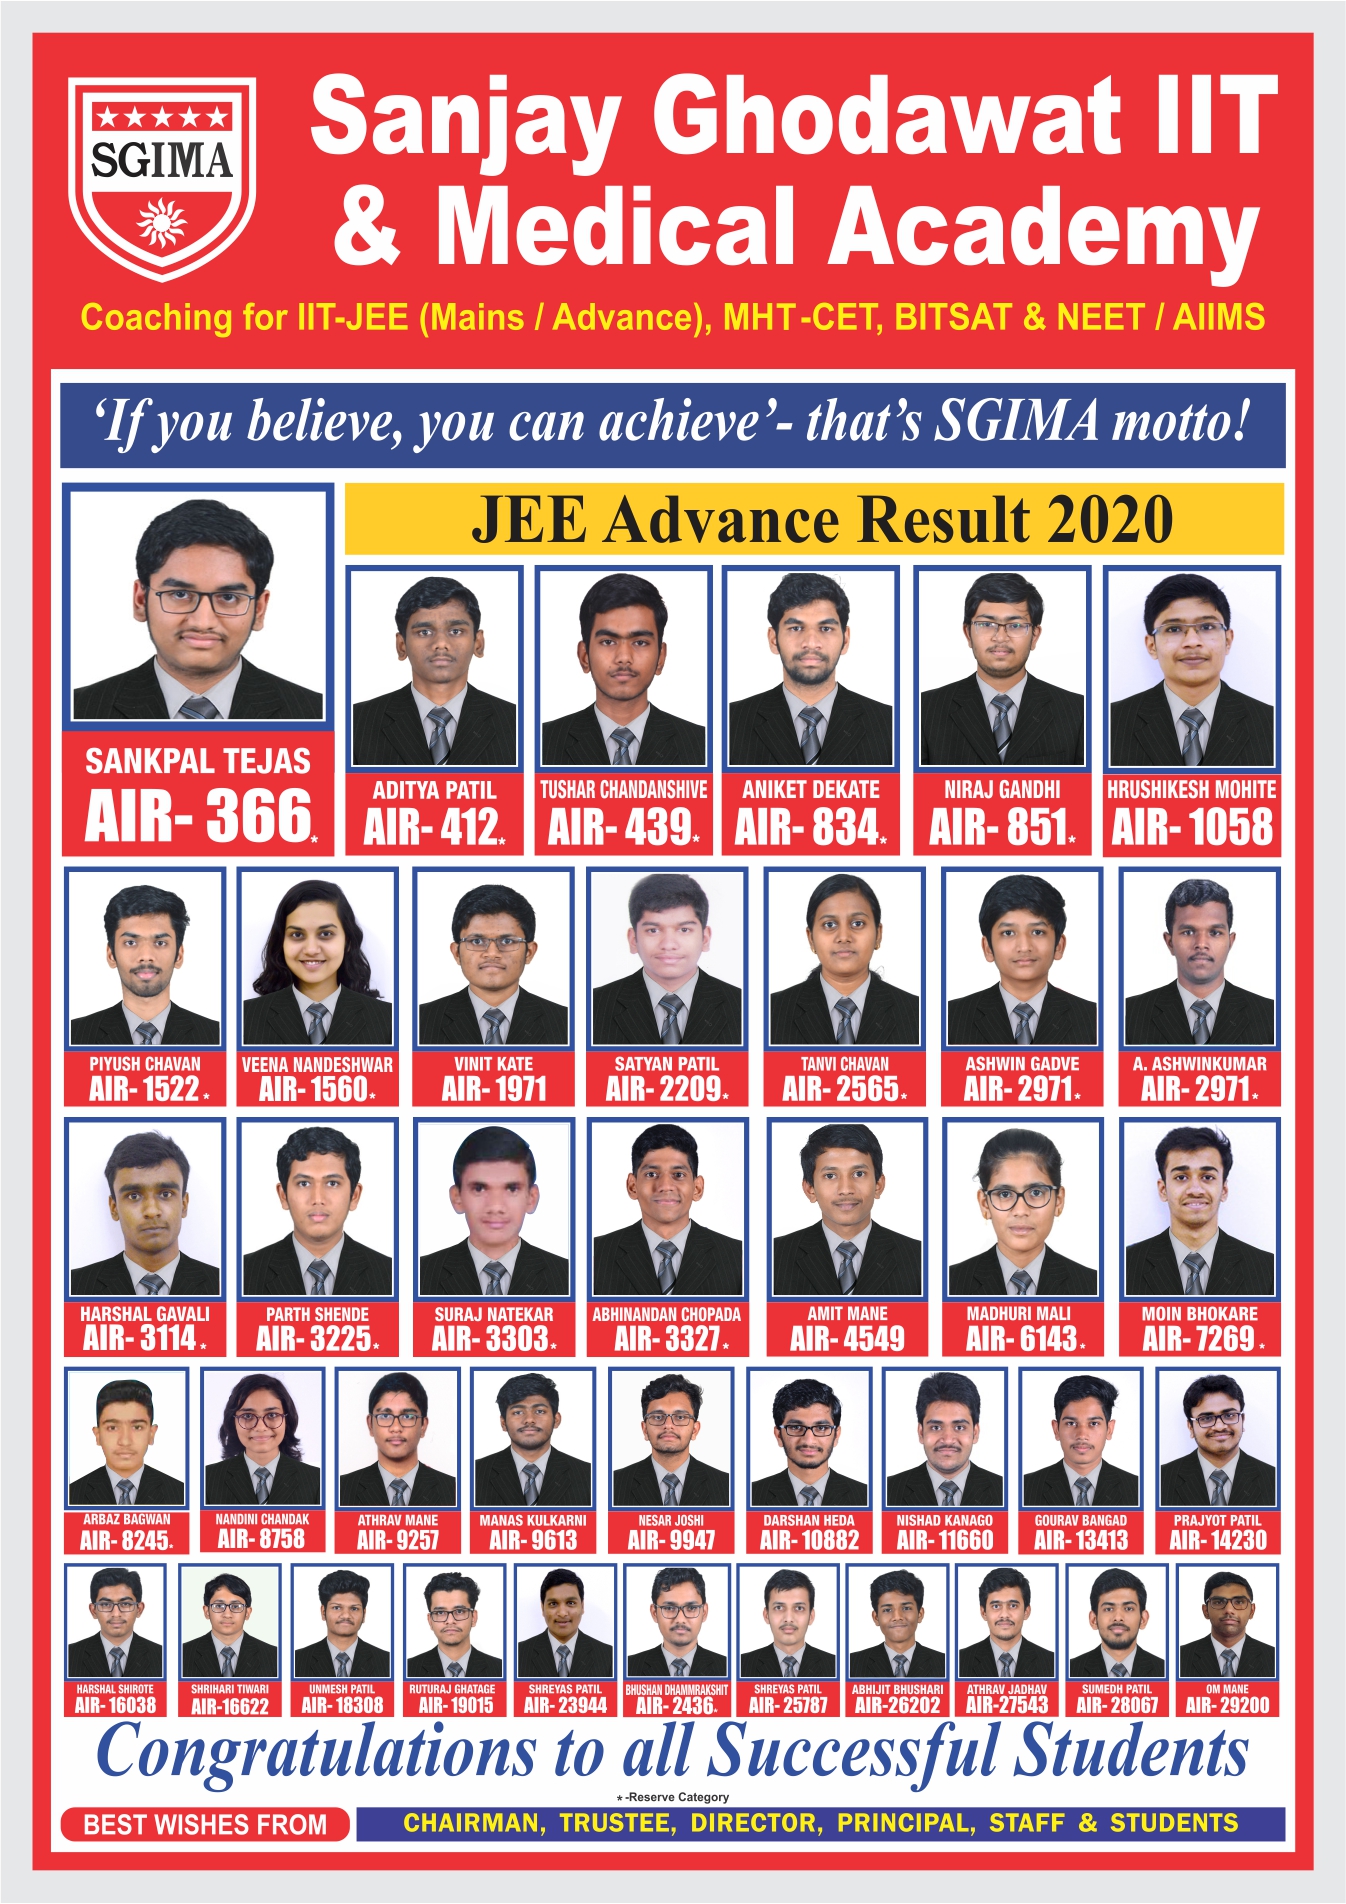 SGIMA
Sanjay Ghodawat IIT
& Medical Academy
Coaching for IIT-JEE (Mains / Advance), MHT-CET, BITSAT & NEET / AIIMS
‘If you believe, you can achieve’- that’s SGIMA motto!
JEE Advance Result 2020
SANKPAL TEJAS
AIR- 366*
ADITYA PATIL
AIR- 412*
TUSHAR CHANDANSHIVE
AIR- 439*
ANIKET DEKATE
AIR- 834*
NIRAJ GANDHI
AIR- 851*
HRUSHIKESH MOHITE
AIR- 1058
PIYUSH CHAVAN
AIR- 1522*
VEENA NANDESHWAR
AIR- 1560*
VINIT KATE
AIR- 1971
SATYAN PATIL
AIR- 2209*
TANVI CHAVAN
AIR- 2565*
ASHWIN GADVE
AIR- 2971*
A. ASHWINKUMAR
AIR- 2971*
HARSHAL GAVALI
AIR- 3114*
PARTH SHENDE
AIR- 3225*
SURAJ NATEKAR
AIR- 3303*
ABHINANDAN CHOPADA
AIR- 3327*
AMIT MANE
AIR- 4549
MADHURI MALI
AIR- 6143*
MOIN BHOKARE
AIR- 7269*
ARBAZ BAGWAN
AIR- 8245*
NANDINI CHANDAK
AIR- 8758
ATHRAV MANE
AIR- 9257
MANAS KULKARNI
AIR- 9613
NESAR JOSHI
AIR- 9947
DARSHAN HEDA
AIR- 10882
NISHAD KANAGO
AIR- 11660
GOURAV BANGAD
AIR- 13413
PRAJYOT PATIL
AIR- 14230
HARSHAL SHIROTE
AIR- 16038
SHRIHARI TIWARI
AIR-16622
UNMESH PATIL
AIR- 18308
RUTURAJ GHATAGE
AIR- 19015
SHREYAS PATIL
AIR- 23944
BHUSHAN DHAMMRAKSHIT
AIR- 2436*
SHREYAS PATIL
AIR- 25787
ABHIJIT BHUSHARI
AIR-26202
ATHRAV JADHAV
AIR-27543
SUMEDH PATIL
AIR- 28067
OM MANE
AIR- 29200
Congratulations to all Successful Students
* -Reserve Category
BEST WISHES FROM
CHAIRMAN, TRUSTEE, DIRECTOR, PRINCIPAL, STAFF & STUDENTS